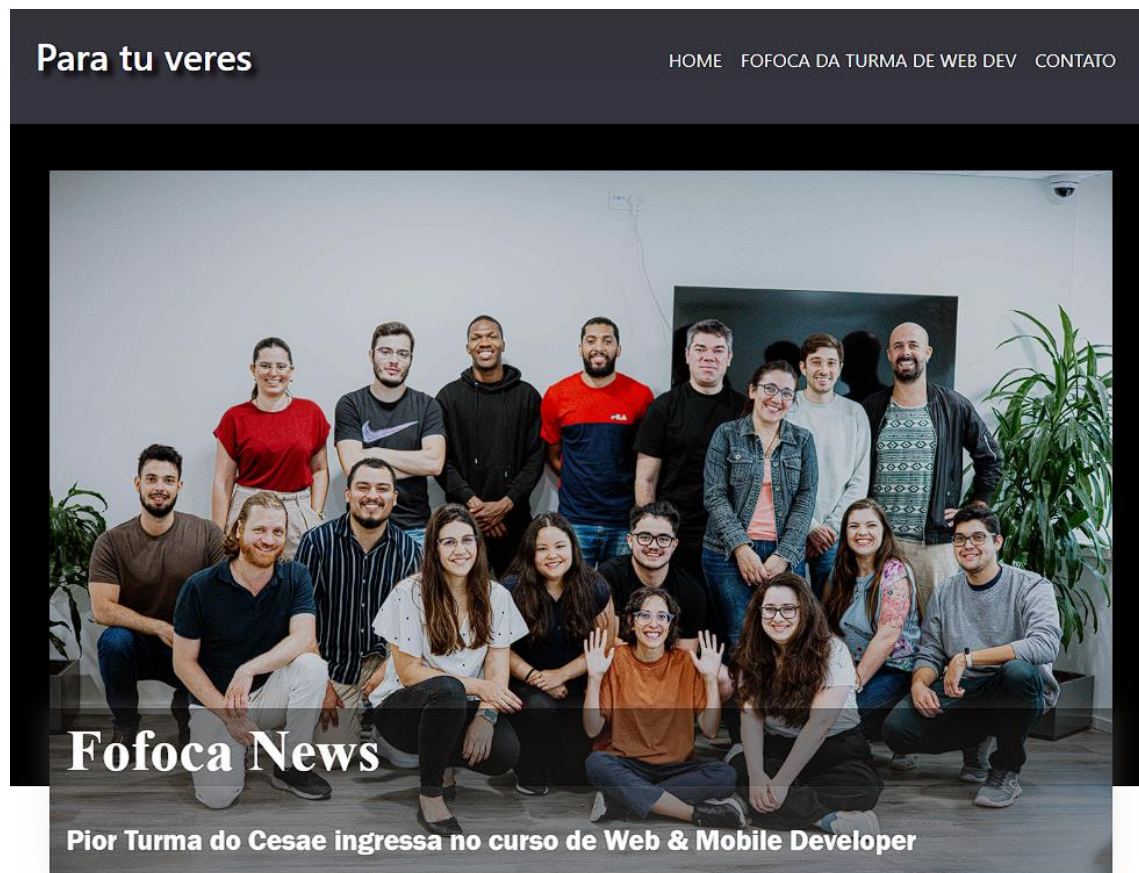 Para tu veres
HOME FOFOCA DA TURMA DE WEB DEV CONTATO
FILA
Fofoca News
Pior Turma do Cesae ingressa no curso de Web & Mobile Developer